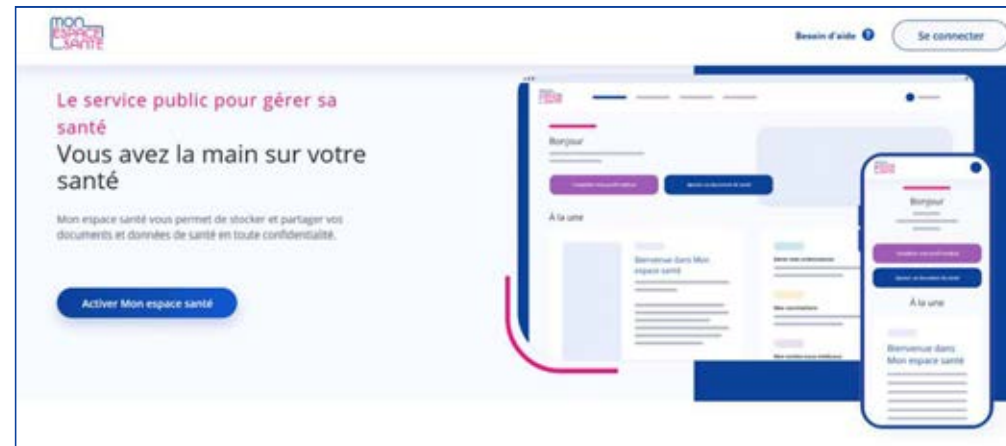 mon
ESPACE
SANTÉ
Besoin d'aide ?
Se connecter
Le service public pour gérer sa
santé
Vous avez la main sur votre
santé
Mon espace santé vous permet de stocker et partager vos
documents et données de santé en toute confidentialité.
Activer Mon espace santé
Bonjour
À la une
Bienvenue dans Mon
espace santé
Bonjour
À la une
Bienvenue dans
Mon espace santé